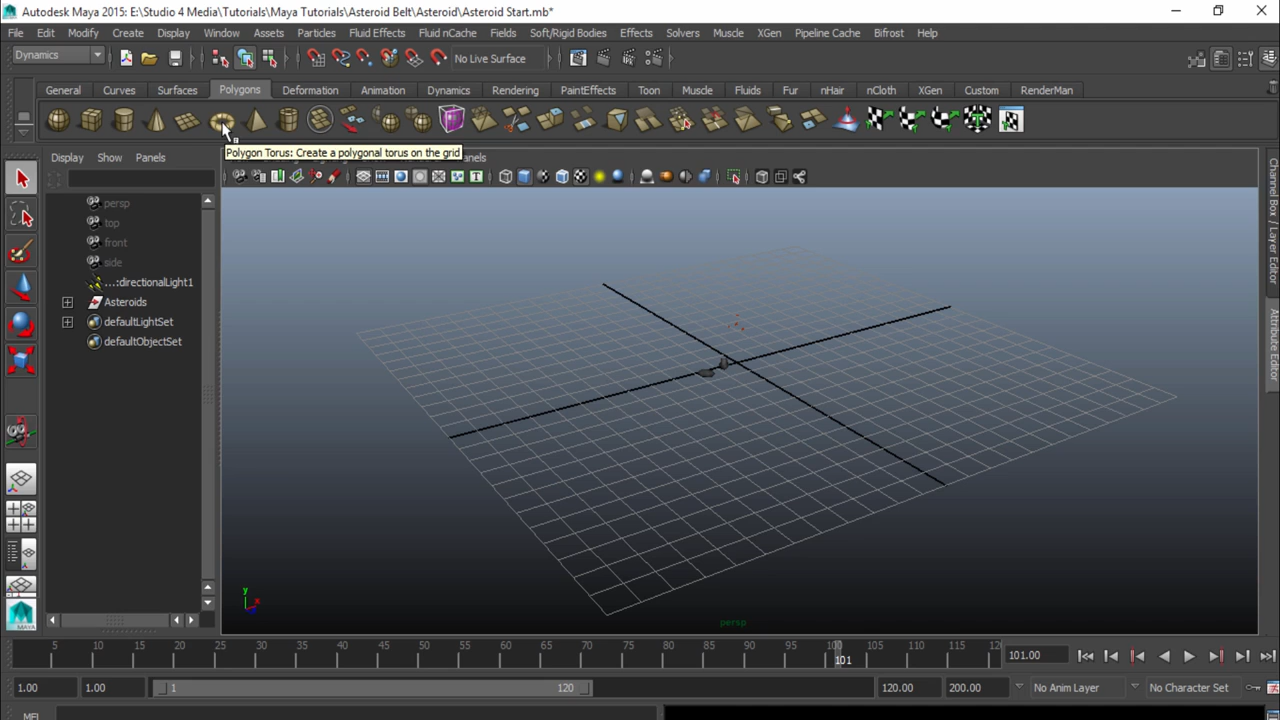 Autodesk Maya 2015: E:\Studio 4 Media\Tutorials\Maya Tutorials\Asteroid Belt\Asteroid\Asteroid Start.mb*
File Edit Modify Create Display Window Assets Particles Fluid Effects Fluid nCache Fields Soft/Rigid Bodies Effects Solvers Muscle XGen Pipeline Cache Bifrost Help
Dynamics No Live Surface
General Curves Surfaces Polygons Deformation Animation Dynamics Rendering PaintEffects Toon Muscle Fluids Fur nHair nCloth XGen Custom RenderMan
Polygon Torus: Create a polygonal torus on the grid
Display Show Panels
persp
top
front
side
...:directionalLight1
Asteroids
defaultLightSet
defaultObjectSet
Channel Box / Layer Editor
Attribute Editor
y
x
persp
5 10 15 20 25 30 35 40 45 50 55 60 65 70 75 80 85 90 95 100 105 110 115
101
101.00
1.00 1.00 1 120 120.00 200.00 No Anim Layer No Character Set
MEL
MAYA